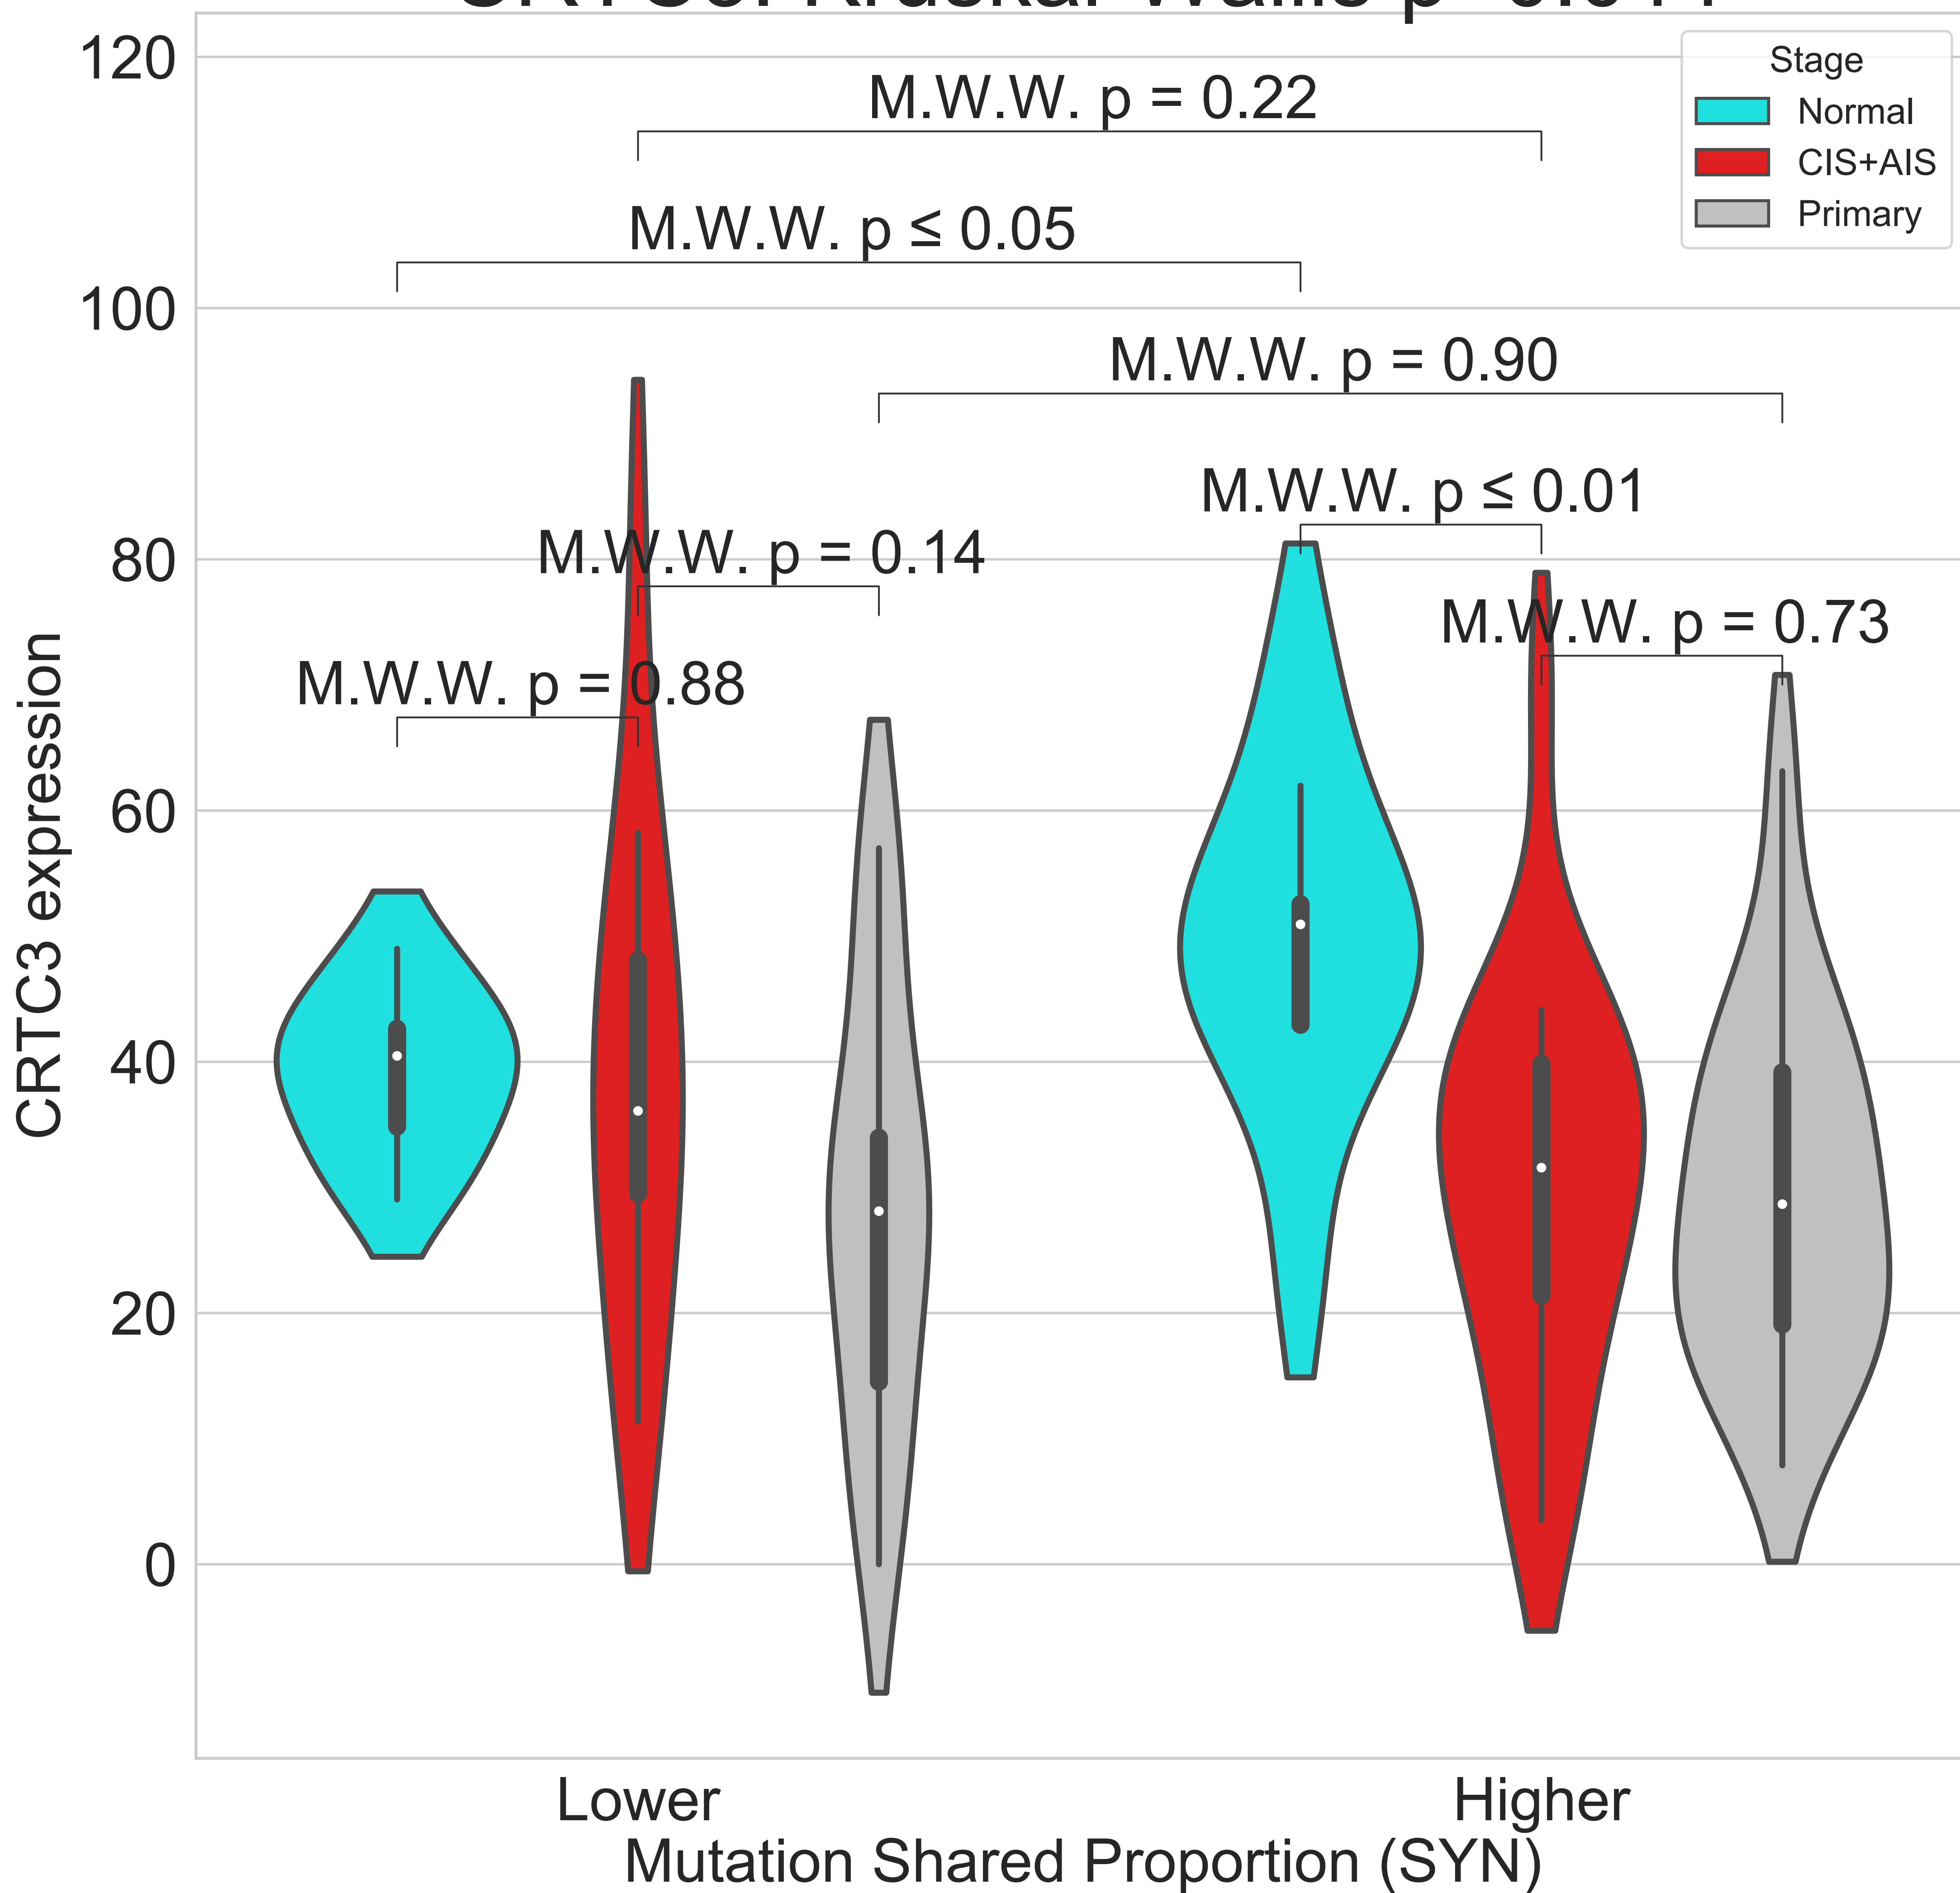 120
100
80
60
40
20
0
CRTC3 expression
M.W.W. p = 0.22
M.W.W. p ≤ 0.05
M.W.W. p = 0.90
M.W.W. p ≤ 0.01
M.W.W. p = 0.14
M.W.W. p = 0.73
M.W.W. p = 0.88
Stage
Normal
CIS+AIS
Primary
Lower
Higher
Mutation Shared Proportion (SYN)